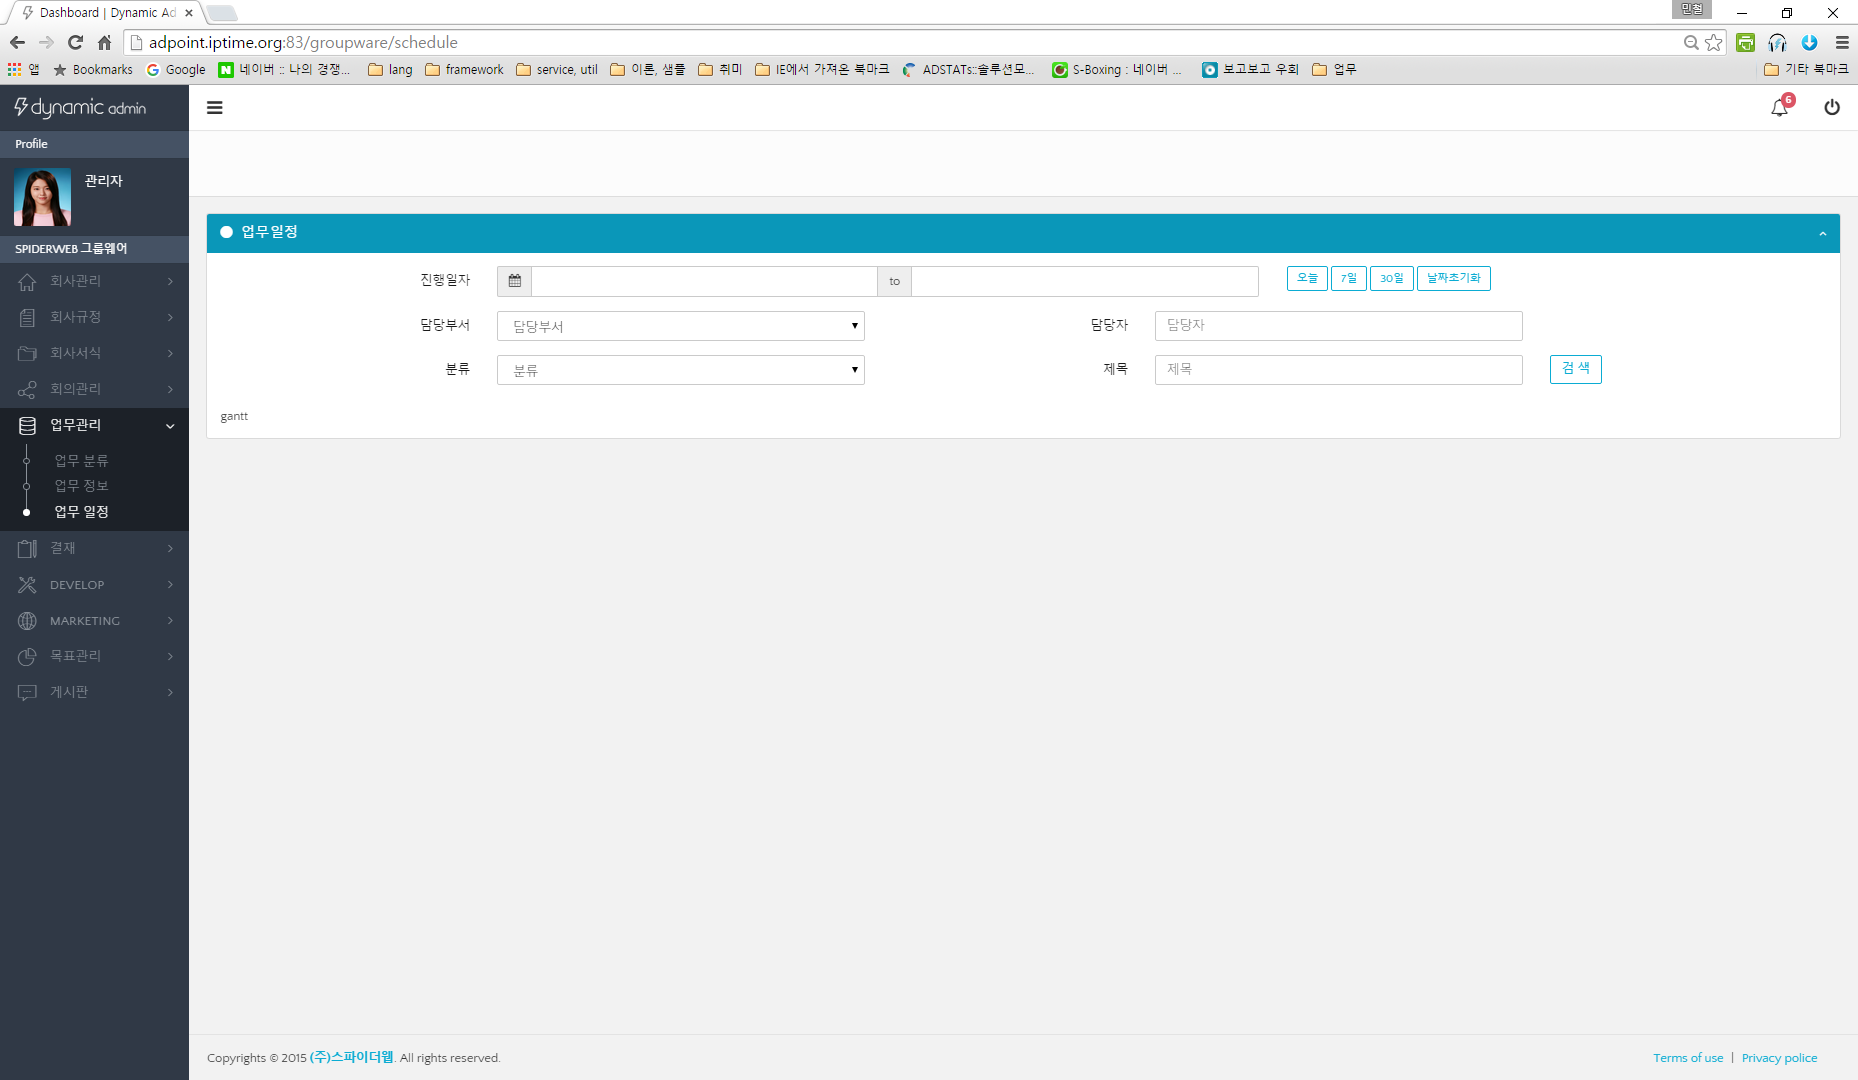 Dashboard | Dynamic Ad
민철
adpoint.iptime.org:83/groupware/schedule
앱 Bookmarks Google 네이버 :: 나의 경쟁... lang framework service, util 이론, 샘플 취미 IE에서 가져온 북마크 ADSTATs::솔루션모... S-Boxing : 네이버 ... 보고보고 우회 업무 기타 북마크
dynamic admin
6
Profile
관리자
SPIDERWEB 그룹웨어
회사관리
회사규정
회사서식
회의관리
업무관리
업무 분류
업무 정보
업무 일정
결재
DEVELOP
MARKETING
목표관리
게시판
업무일정
진행일자 to 오늘 7일 30일 날짜초기화
담당부서 담당부서 담당자 담당자
분류 분류 제목 제목 검 색
gantt
Copyrights © 2015 (주)스파이더웹. All rights reserved. Terms of use | Privacy police